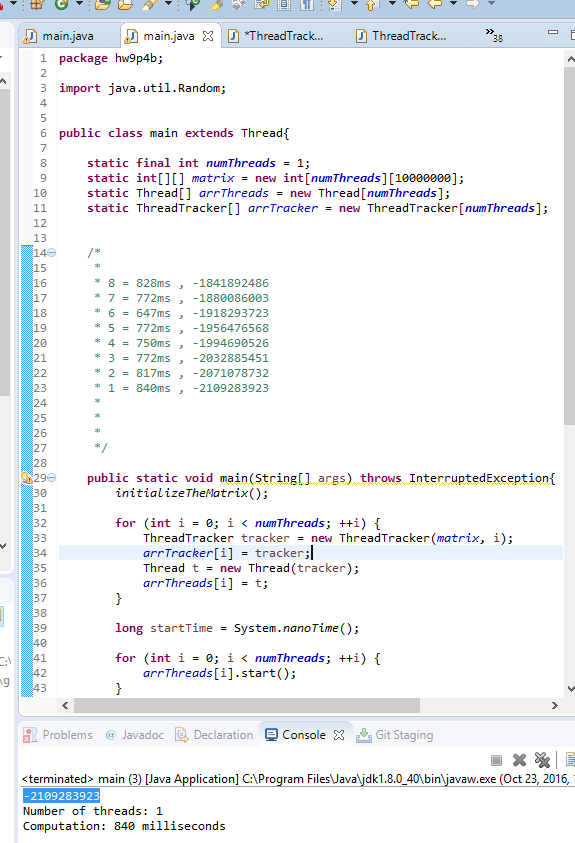 main.java
main.java
*ThreadTrack...
ThreadTrack...
38
1 package hw9p4b;
2
3 import java.util.Random;
4
5
6 public class main extends Thread{
7
8 static final int numThreads = 1;
9 static int[][] matrix = new int[numThreads][10000000];
10 static Thread[] arrThreads = new Thread[numThreads];
11 static ThreadTracker[] arrTracker = new ThreadTracker[numThreads];
12
13
14 /*
15 *
16 * 8 = 828ms , -1841892486
17 * 7 = 772ms , -1880086003
18 * 6 = 647ms , -1918293723
19 * 5 = 772ms , -1956476568
20 * 4 = 750ms , -1994690526
21 * 3 = 772ms , -2032885451
22 * 2 = 817ms , -2071078732
23 * 1 = 840ms , -2109283923
24 *
25 *
26 *
27 */
28
29 public static void main(String[] args) throws InterruptedException{
30 initializeTheMatrix();
31
32 for (int i = 0; i < numThreads; ++i) {
33 ThreadTracker tracker = new ThreadTracker(matrix, i);
34 arrTracker[i] = tracker;
35 Thread t = new Thread(tracker);
36 arrThreads[i] = t;
37 }
38
39 long startTime = System.nanoTime();
40
41 for (int i = 0; i < numThreads; ++i) {
42 arrThreads[i].start();
43 }
Problems
@ Javadoc
Declaration
Console
Git Staging
<terminated> main (3) [Java Application] C:\Program Files\Java\jdk1.8.0_40\bin\javaw.exe (Oct 23, 2016,
-2109283923
Number of threads: 1
Computation: 840 milliseconds